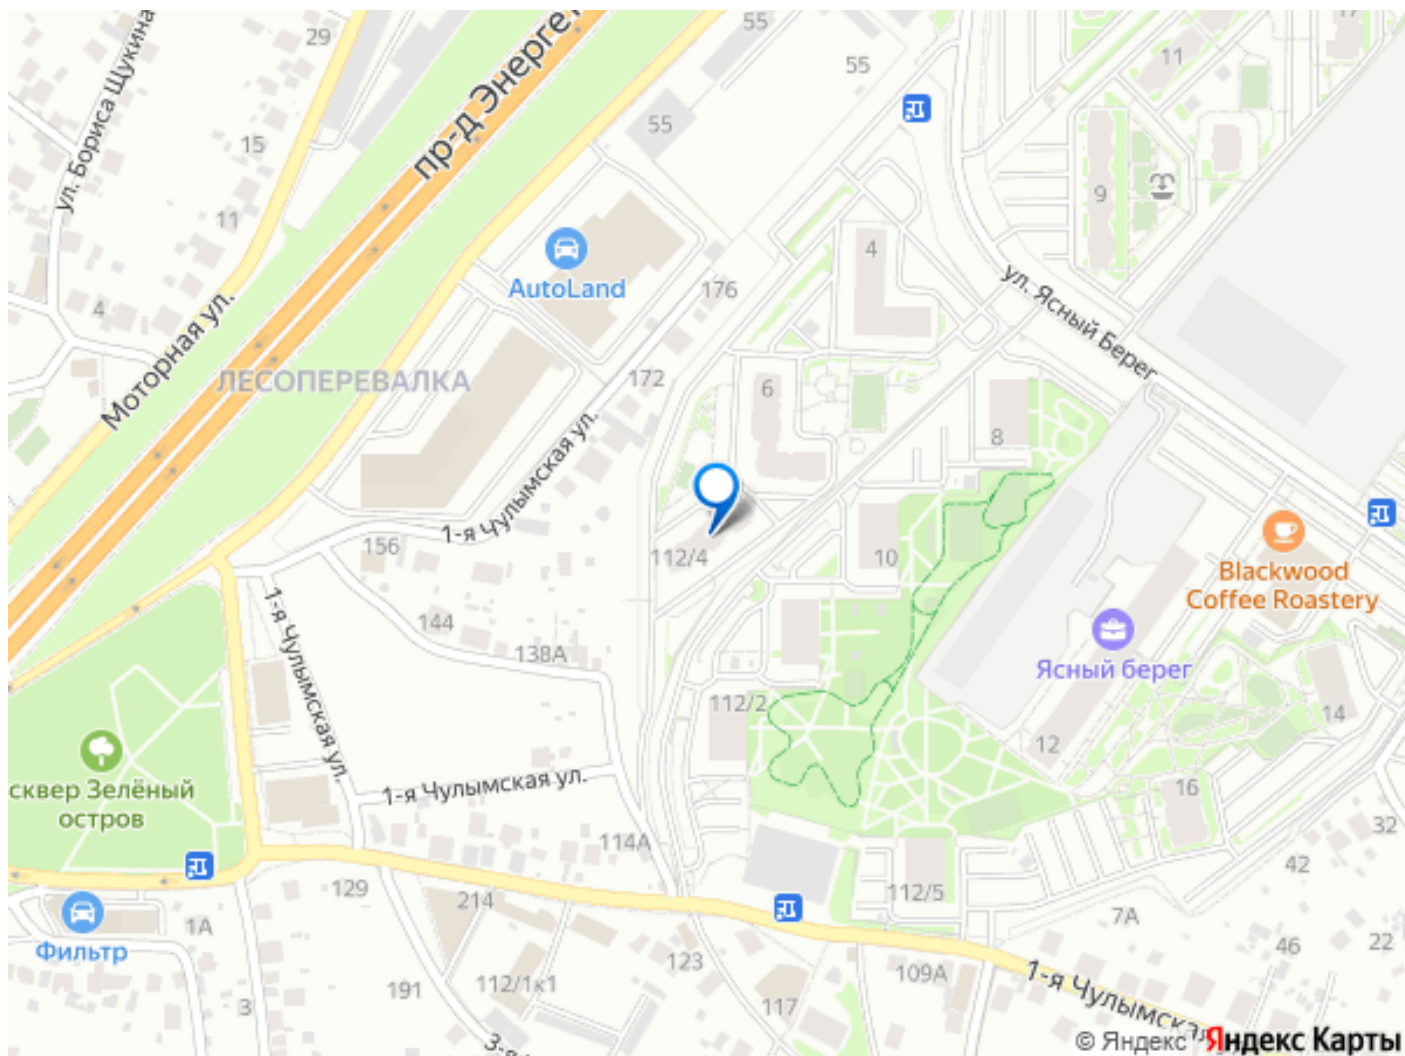 29
ул. Бориса Щукина
15
11
4
Моторная ул.
пр-д Энергет
55
55
55
11
17
9
AutoLand
176
4
ул. Ясный Берег
ЛЕСОПЕРЕВАЛКА
172
6
8
1-я Чулымская ул.
156
112/4
10
Blackwood
Coffee Roastery
1-я Чулымская ул.
144
138А
Ясный берег
112/2
14
12
сквер Зелёный
остров
1-я Чулымская ул.
16
32
114А
42
129
214
112/5
7А
1А
Фильтр
46
22
123
109А
191
112/1к1
117
3
3-я
1-я Чулымская
© Яндекс Яндекс Карты